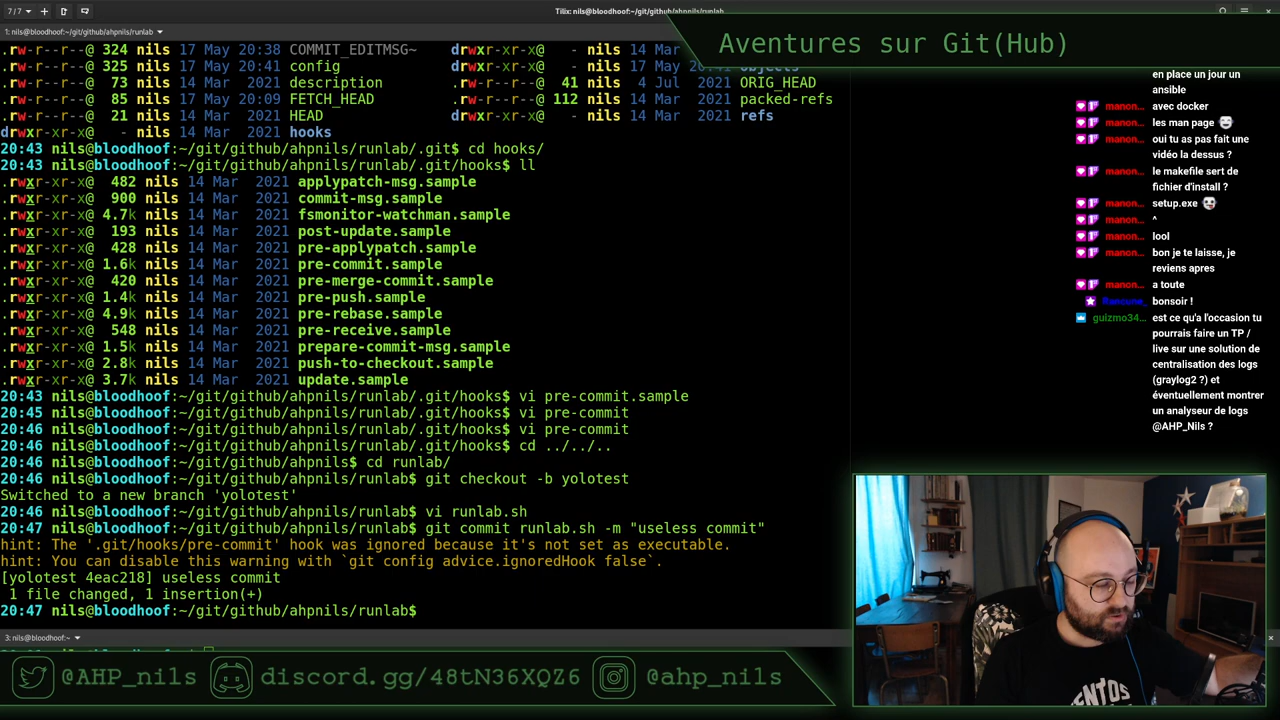 7 / 7
Tilix: nils@bloodhoof:~/git/github/ahpnils/runlab
1: nils@bloodhoof:~/git/github/ahpnils/runlab
Aventures sur Git(Hub)
.rw-r--r--@ 324 nils 17 May 20:38 COMMIT_EDITMSG~ drwxr-xr-x@ - nils 14 Mar
.rw-r--r--@ 325 nils 17 May 20:41 config drwxr-xr-x@ - nils 17 May 20:41 objects
.rw-r--r--@ 73 nils 14 Mar 2021 description .rw-r--r--@ 41 nils 4 Jul 2021 ORIG_HEAD
.rw-r--r--@ 85 nils 17 May 20:09 FETCH_HEAD .rw-r--r--@ 112 nils 14 Mar 2021 packed-refs
.rw-r--r--@ 21 nils 14 Mar 2021 HEAD drwxr-xr-x@ - nils 14 Mar 2021 refs
drwxr-xr-x@ - nils 14 Mar 2021 hooks
20:43 nils@bloodhoof:~/git/github/ahpnils/runlab/.git$ cd hooks/
20:43 nils@bloodhoof:~/git/github/ahpnils/runlab/.git/hooks$ ll
.rwxr-xr-x@ 482 nils 14 Mar 2021 applypatch-msg.sample
.rwxr-xr-x@ 900 nils 14 Mar 2021 commit-msg.sample
.rwxr-xr-x@ 4.7k nils 14 Mar 2021 fsmonitor-watchman.sample
.rwxr-xr-x@ 193 nils 14 Mar 2021 post-update.sample
.rwxr-xr-x@ 428 nils 14 Mar 2021 pre-applypatch.sample
.rwxr-xr-x@ 1.6k nils 14 Mar 2021 pre-commit.sample
.rwxr-xr-x@ 420 nils 14 Mar 2021 pre-merge-commit.sample
.rwxr-xr-x@ 1.4k nils 14 Mar 2021 pre-push.sample
.rwxr-xr-x@ 4.9k nils 14 Mar 2021 pre-rebase.sample
.rwxr-xr-x@ 548 nils 14 Mar 2021 pre-receive.sample
.rwxr-xr-x@ 1.5k nils 14 Mar 2021 prepare-commit-msg.sample
.rwxr-xr-x@ 2.8k nils 14 Mar 2021 push-to-checkout.sample
.rwxr-xr-x@ 3.7k nils 14 Mar 2021 update.sample
20:43 nils@bloodhoof:~/git/github/ahpnils/runlab/.git/hooks$ vi pre-commit.sample
20:45 nils@bloodhoof:~/git/github/ahpnils/runlab/.git/hooks$ vi pre-commit
20:46 nils@bloodhoof:~/git/github/ahpnils/runlab/.git/hooks$ vi pre-commit
20:46 nils@bloodhoof:~/git/github/ahpnils/runlab/.git/hooks$ cd ../../..
20:46 nils@bloodhoof:~/git/github/ahpnils$ cd runlab/
20:46 nils@bloodhoof:~/git/github/ahpnils/runlab$ git checkout -b yolotest
Switched to a new branch 'yolotest'
20:46 nils@bloodhoof:~/git/github/ahpnils/runlab$ vi runlab.sh
20:47 nils@bloodhoof:~/git/github/ahpnils/runlab$ git commit runlab.sh -m "useless commit"
hint: The '.git/hooks/pre-commit' hook was ignored because it's not set as executable.
hint: You can disable this warning with `git config advice.ignoredHook false`.
[yolotest 4eac218] useless commit
1 file changed, 1 insertion(+)
20:47 nils@bloodhoof:~/git/github/ahpnils/runlab$
3: nils@bloodhoof:~
en place un jour un
ansible
manon... avec docker
manon... les man page
manon... oui tu as pas fait une
vidéo la dessus ?
manon... le makefile sert de
fichier d'install ?
manon... setup.exe
manon... ^
manon... lool
manon... bon je te laisse, je
reviens apres
manon... a toute
bonsoir !
guizmo34... est ce qu'a l'occasion tu
pourrais faire un TP /
live sur une solution de
centralisation des logs
(graylog2 ?) et
éventuellement montrer
un analyseur de logs
@AHP_Nils ?
@AHP_nils
discord.gg/48tN36XQZ6
@ahp_nils